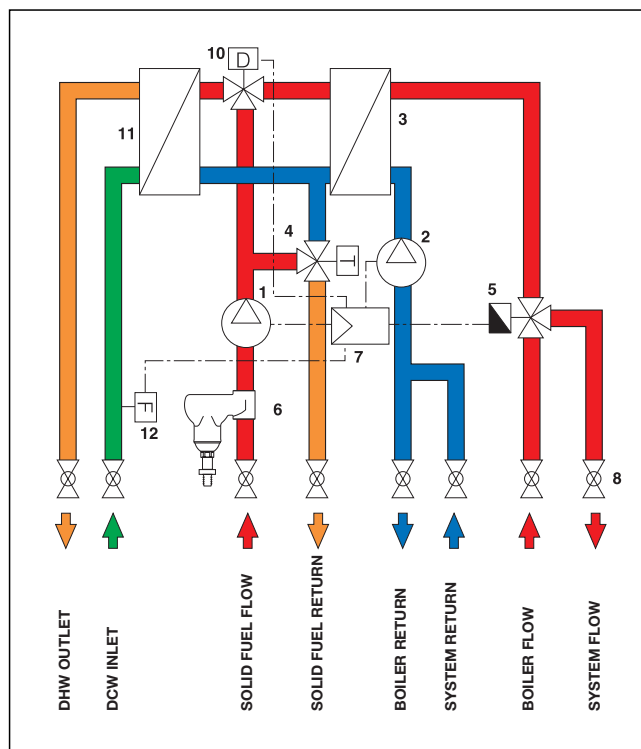 10
D
11
3
4
T
2
1
5
7
6
F
12
8
DHW OUTLET
DCW INLET
SOLID FUEL FLOW
SOLID FUEL RETURN
BOILER RETURN
SYSTEM RETURN
BOILER FLOW
SYSTEM FLOW